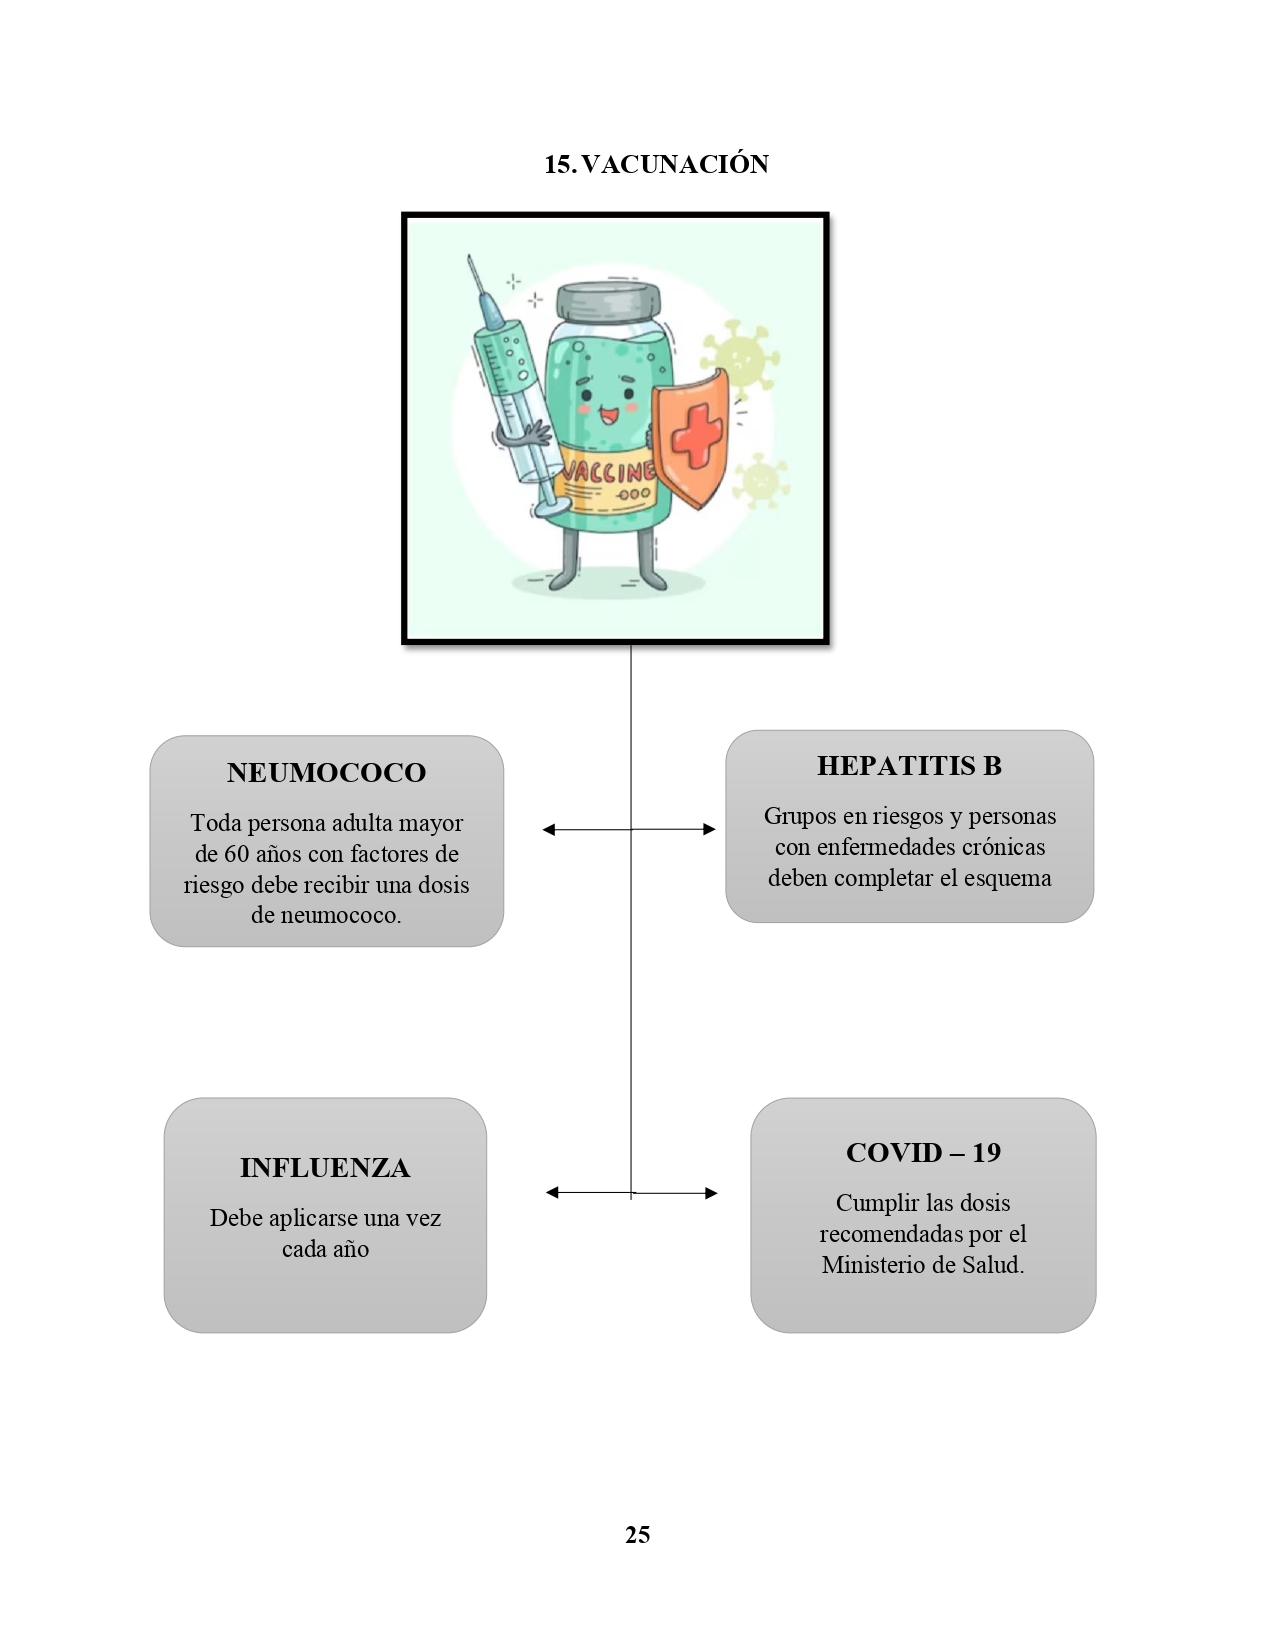 15. VACUNACIÓN
VACCINE
NEUMOCOCO
Toda persona adulta mayor
de 60 años con factores de
riesgo debe recibir una dosis
de neumococo.
HEPATITIS B
Grupos en riesgos y personas
con enfermedades crónicas
deben completar el esquema
INFLUENZA
Debe aplicarse una vez
cada año
COVID – 19
Cumplir las dosis
recomendadas por el
Ministerio de Salud.
25